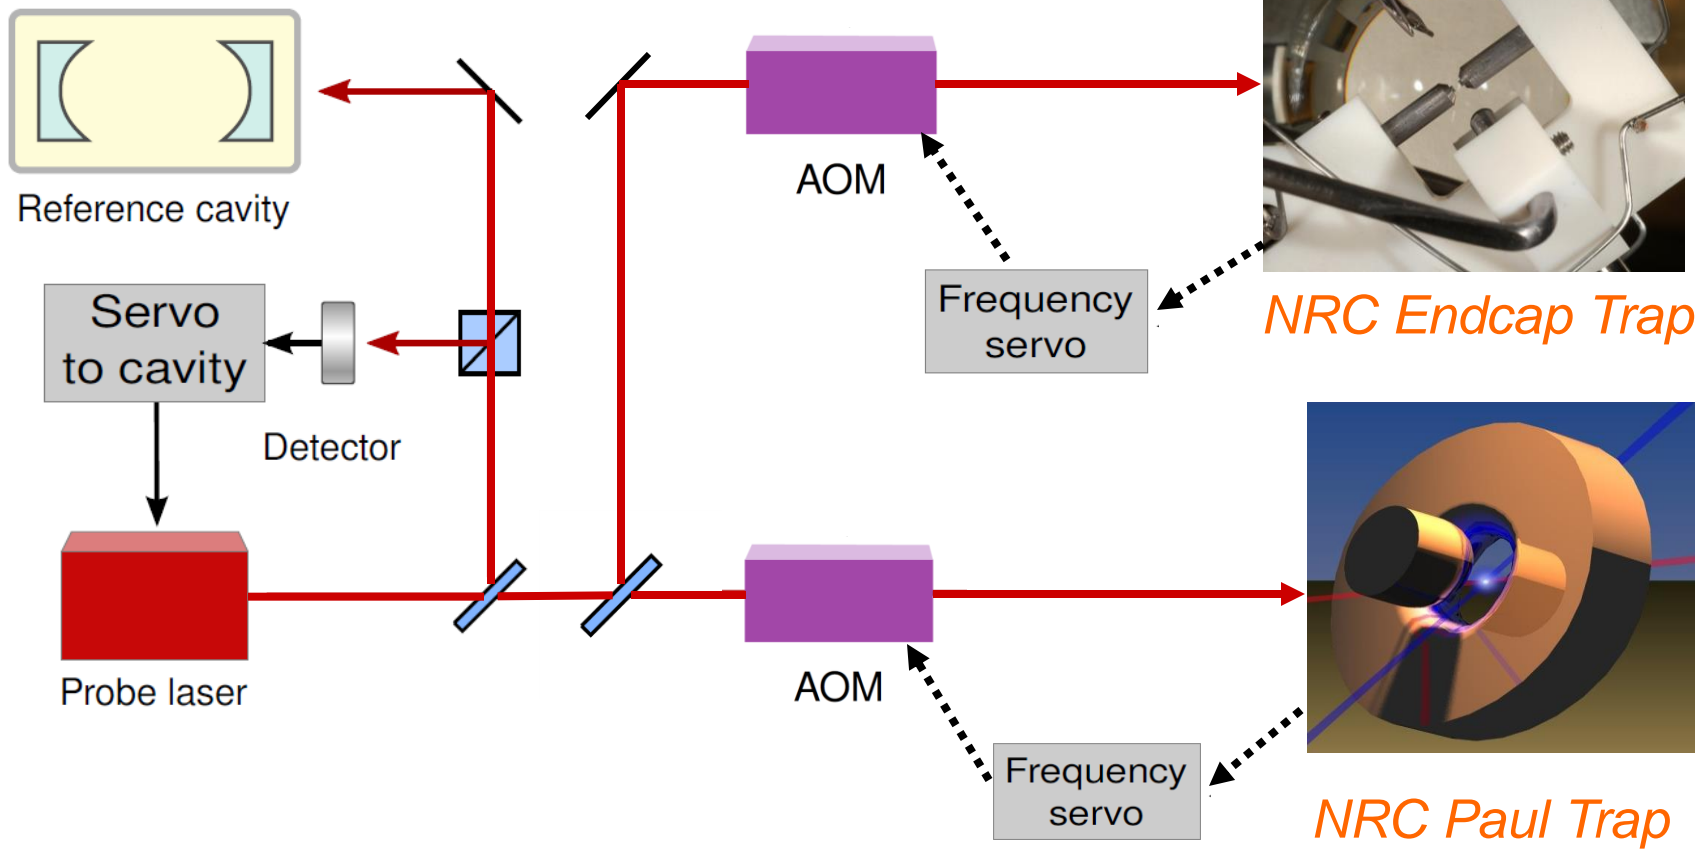 AOM
Reference cavity
Frequency
servo
NRC Endcap Trap
Servo
to cavity
Detector
Probe laser
AOM
Frequency
servo
NRC Paul Trap